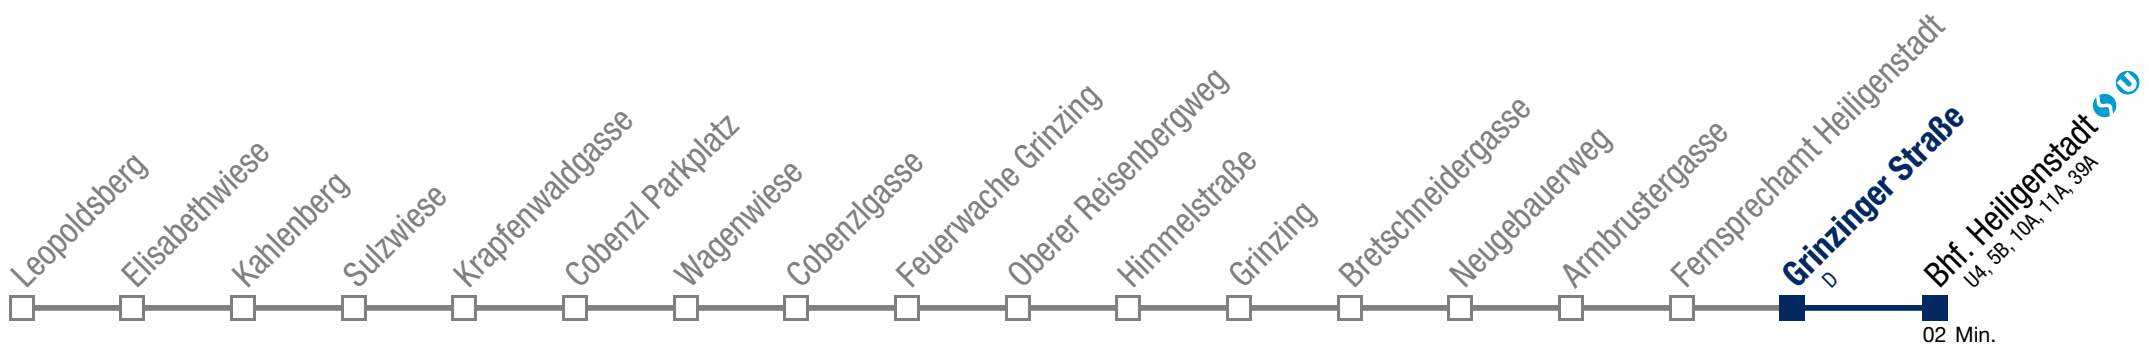 Leopoldsberg
Elisabethwiese
Kahlenberg
Sulzwiese
Krapfenwaldgasse
Cobenzl Parkplatz
Wagenwiese
Cobenzlgasse
Feuerwache Grinzing
Oberer Reisenbergweg
Himmelstraße
Grinzing
Bretschneidergasse
Neugebauerweg
Armbrustergasse
Fernsprechamt Heiligenstadt
Grinzinger Straße
D
Bhf. Heiligenstadt S U
U4, 5B, 10A, 11A, 39A
02 Min.